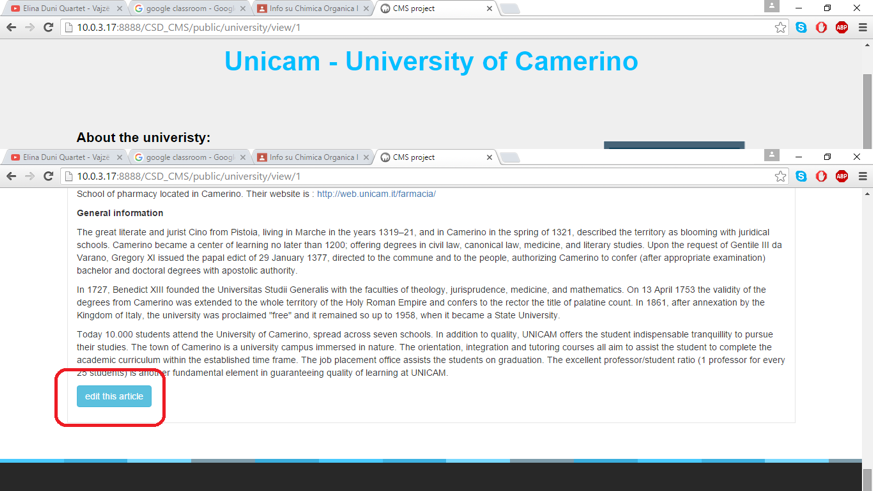 Elina Duni Quartet - Vajzë
google classroom - Googl
Info su Chimica Organica I
CMS project
10.0.3.17:8888/CSD_CMS/public/university/view/1
ABP
Unicam - University of Camerino
About the univeristy:
Elina Duni Quartet - Vajzë
google classroom - Googl
Info su Chimica Organica I
CMS project
10.0.3.17:8888/CSD_CMS/public/university/view/1
ABP
School of pharmacy located in Camerino. Their website is : http://web.unicam.it/farmacia/
General information
The great literate and jurist Cino from Pistoia, living in Marche in the years 1319–21, and in Camerino in the spring of 1321, described the territory as blooming with juridical
schools. Camerino became a center of learning no later than 1200; offering degrees in civil law, canonical law, medicine, and literary studies. Upon the request of Gentile III da
Varano, Gregory XI issued the papal edict of 29 January 1377, directed to the commune and to the people, authorizing Camerino to confer (after appropriate examination)
bachelor and doctoral degrees with apostolic authority.
In 1727, Benedict XIII founded the Universitas Studii Generalis with the faculties of theology, jurisprudence, medicine, and mathematics. On 13 April 1753 the validity of the
degrees from Camerino was extended to the whole territory of the Holy Roman Empire and confers to the rector the title of palatine count. In 1861, after annexation by the
Kingdom of Italy, the university was proclaimed "free" and it remained so up to 1958, when it became a State University.
Today 10.000 students attend the University of Camerino, spread across seven schools. In addition to quality, UNICAM offers the student indispensable tranquillity to pursue
their studies. The town of Camerino is a university campus immersed in nature. The orientation, integration and tutoring courses all aim to assist the student to complete the
academic curriculum within the established time frame. The job placement office assists the students on graduation. The excellent professor/student ratio (1 professor for every
25 students) is another fundamental element in guaranteeing quality of learning at UNICAM.
edit this article